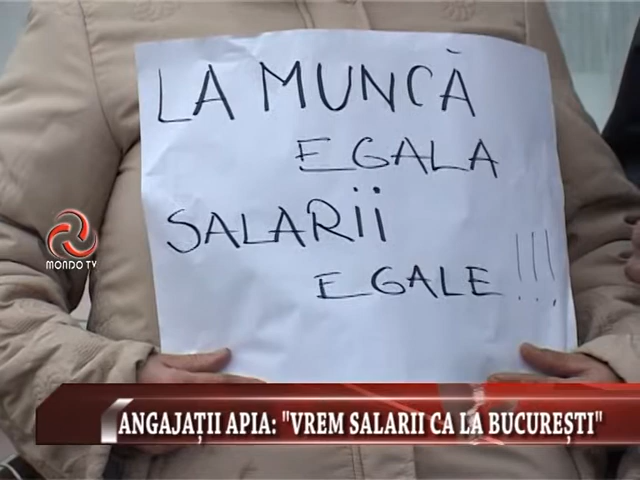 LA MUNCĂ
EGALA
SALARII
EGALE!!!
MONDO TV
ANGAJAȚII APIA: "VREM SALARII CA LA BUCUREȘTI"